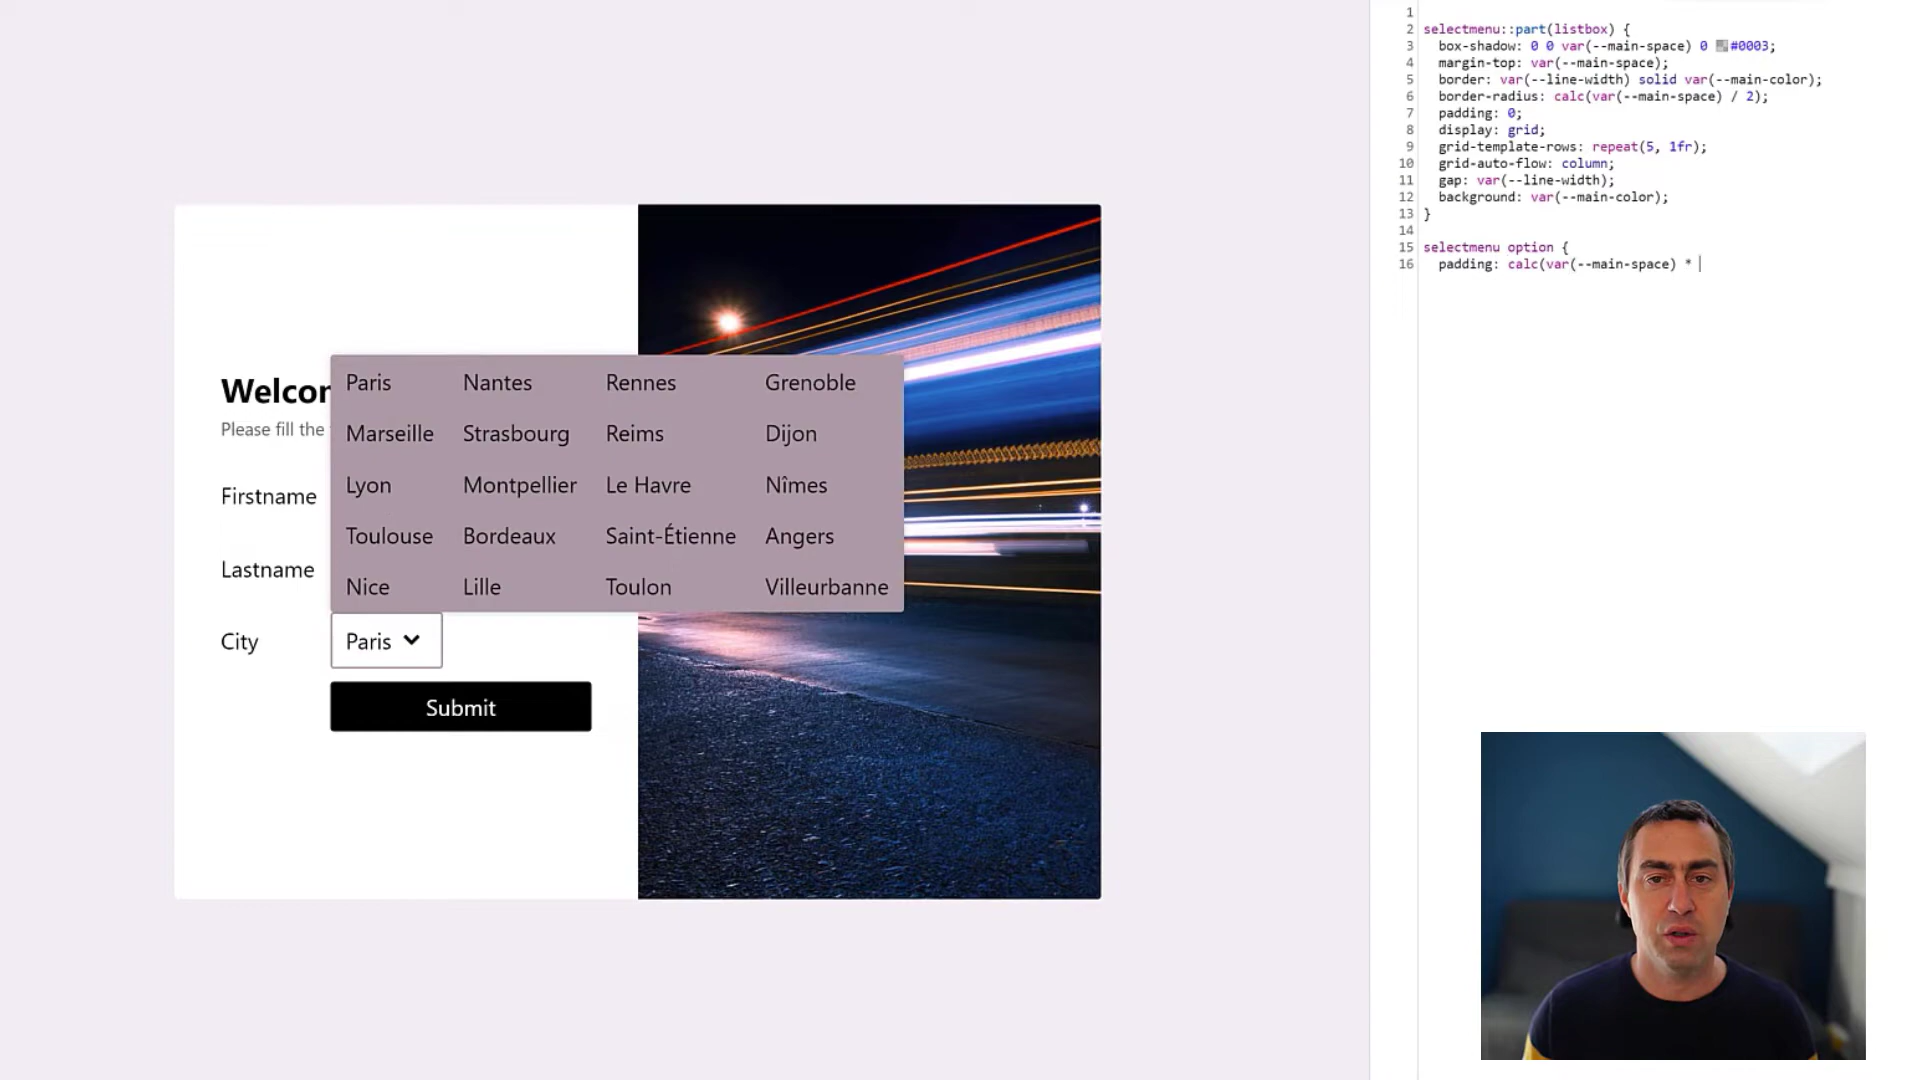 Welcom
Please fill the
Firstname
Lastname
City
Paris Nantes Rennes Grenoble
Marseille Strasbourg Reims Dijon
Lyon Montpellier Le Havre Nîmes
Toulouse Bordeaux Saint-Étienne Angers
Nice Lille Toulon Villeurbanne
Paris
Submit
1
2 selectmenu::part(listbox) {
3 box-shadow: 0 0 var(--main-space) 0 #0003;
4 margin-top: var(--main-space);
5 border: var(--line-width) solid var(--main-color);
6 border-radius: calc(var(--main-space) / 2);
7 padding: 0;
8 display: grid;
9 grid-template-rows: repeat(5, 1fr);
10 grid-auto-flow: column;
11 gap: var(--line-width);
12 background: var(--main-color);
13 }
14
15 selectmenu option {
16 padding: calc(var(--main-space) *